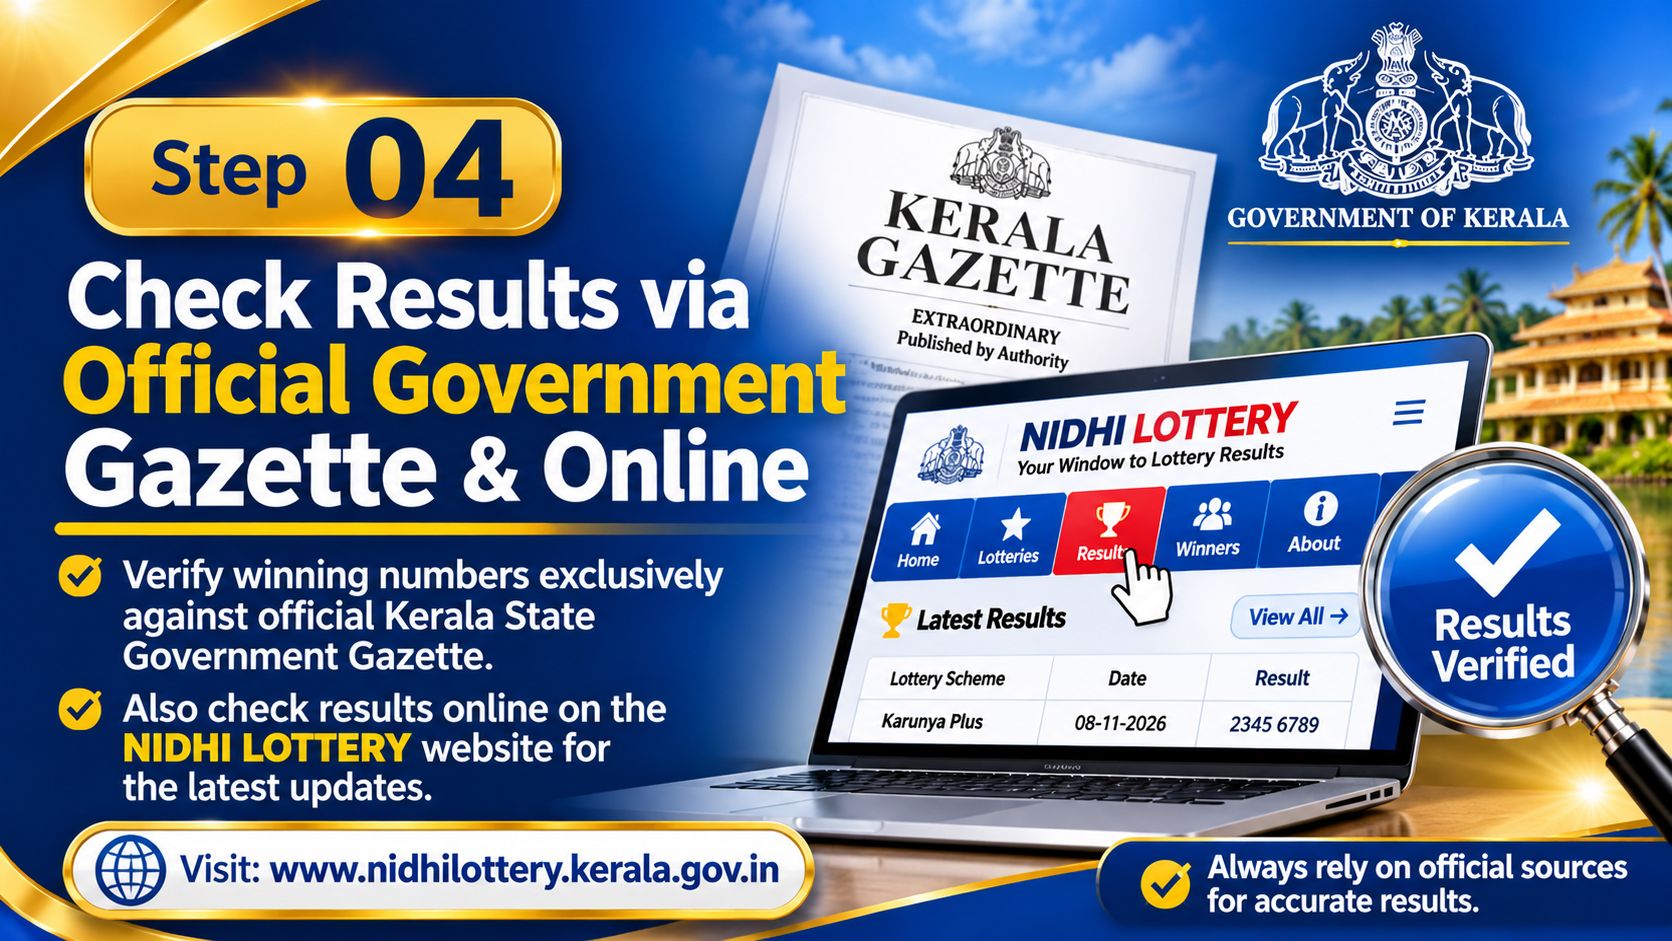 Step 04
Check Results via
Official Government
Gazette & Online
Verify winning numbers exclusively
against official Kerala State
Government Gazette.
Also check results online on the
NIDHI LOTTERY website for
the latest updates.
Visit: www.nidhilottery.kerala.gov.in
KERALA
GAZETTE
EXTRAORDINARY
Published by Authority
GOVERNMENT OF KERALA
NIDHI LOTTERY
Your Window to Lottery Results
Home Lotteries Results Winners About
Latest Results View All →
Lottery Scheme Date Result
Karunya Plus 08-11-2026 2345 6789
Results
Verified
Always rely on official sources
for accurate results.